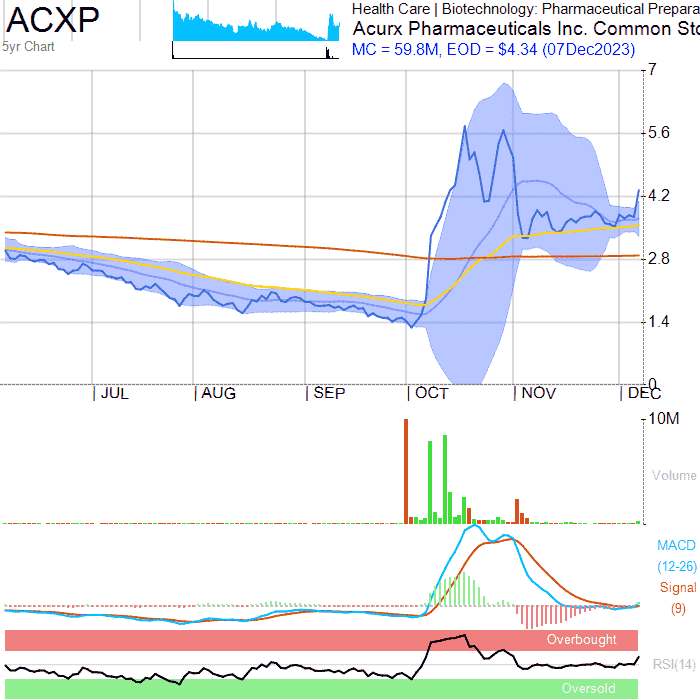 ACXP
5yr Chart
Health Care | Biotechnology: Pharmaceutical Prepara
Acurx Pharmaceuticals Inc. Common Sto
MC = 59.8M, EOD = $4.34 (07Dec2023)
7
5.6
4.2
2.8
1.4
0
JUL AUG SEP OCT NOV DEC
10M
Volume
MACD
(12-26)
Signal
(9)
Overbought
RSI(14)
Oversold